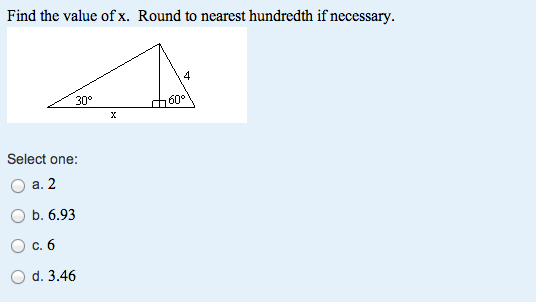 Find the value of x. Round to nearest hundredth if necessary.
4
30° 60°
x
Select one:
a. 2
b. 6.93
c. 6
d. 3.46